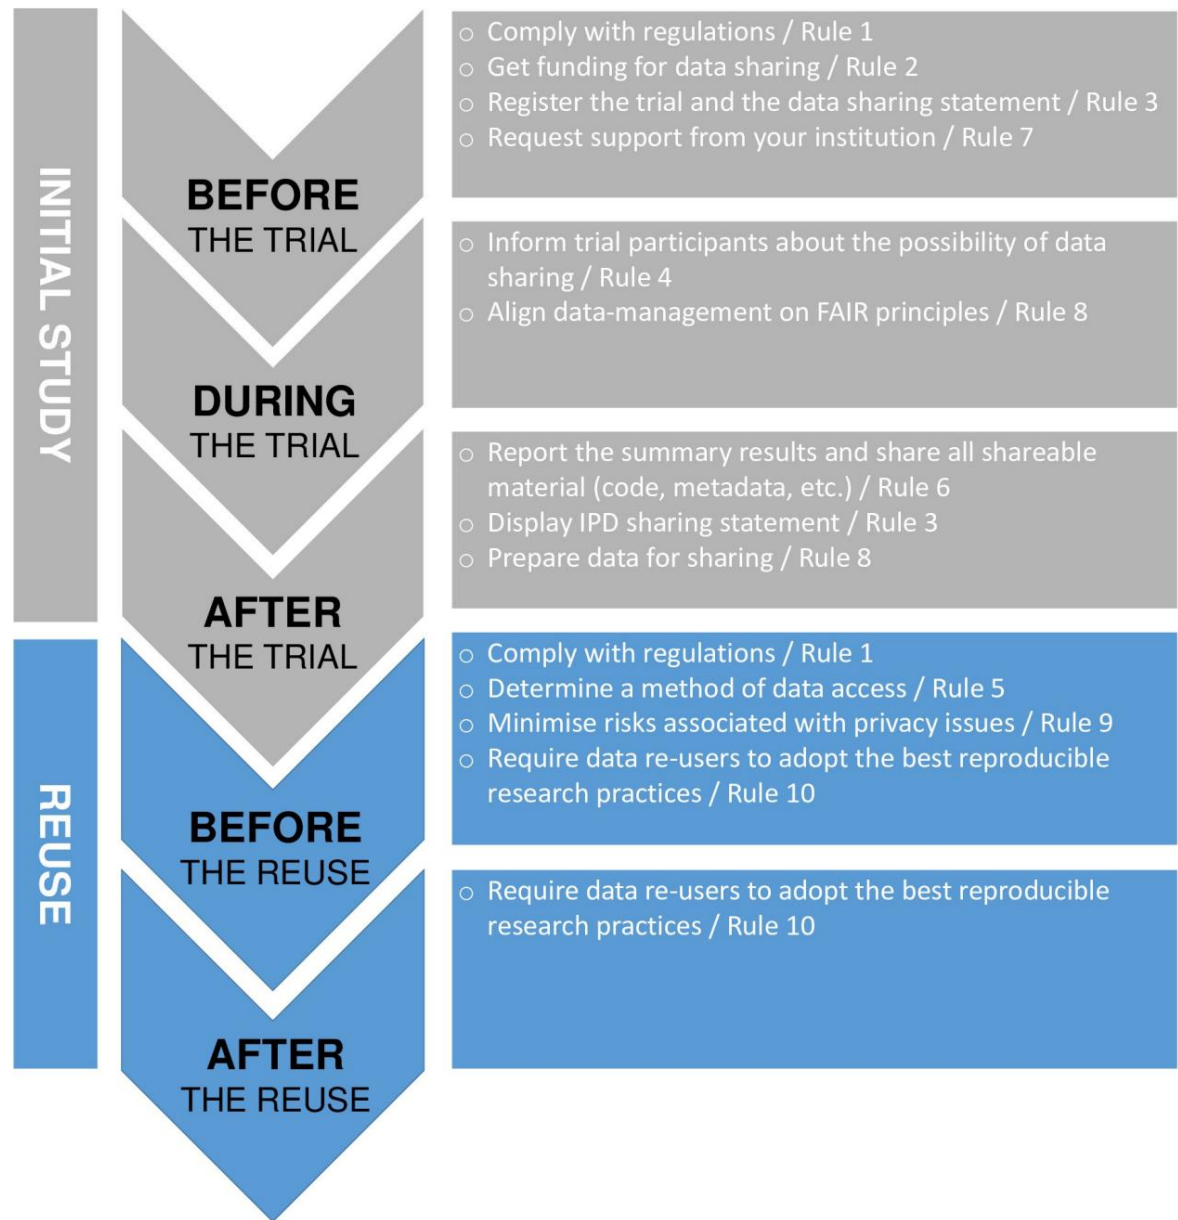 INITIAL STUDY
BEFORE
THE TRIAL
○ Comply with regulations / Rule 1
○ Get funding for data sharing / Rule 2
○ Register the trial and the data sharing statement / Rule 3
○ Request support from your institution / Rule 7
DURING
THE TRIAL
○ Inform trial participants about the possibility of data
sharing / Rule 4
○ Align data-management on FAIR principles / Rule 8
AFTER
THE TRIAL
○ Report the summary results and share all shareable
material (code, metadata, etc.) / Rule 6
○ Display IPD sharing statement / Rule 3
○ Prepare data for sharing / Rule 8
REUSE
BEFORE
THE REUSE
○ Comply with regulations / Rule 1
○ Determine a method of data access / Rule 5
○ Minimise risks associated with privacy issues / Rule 9
○ Require data re-users to adopt the best reproducible
research practices / Rule 10
AFTER
THE REUSE
○ Require data re-users to adopt the best reproducible
research practices / Rule 10